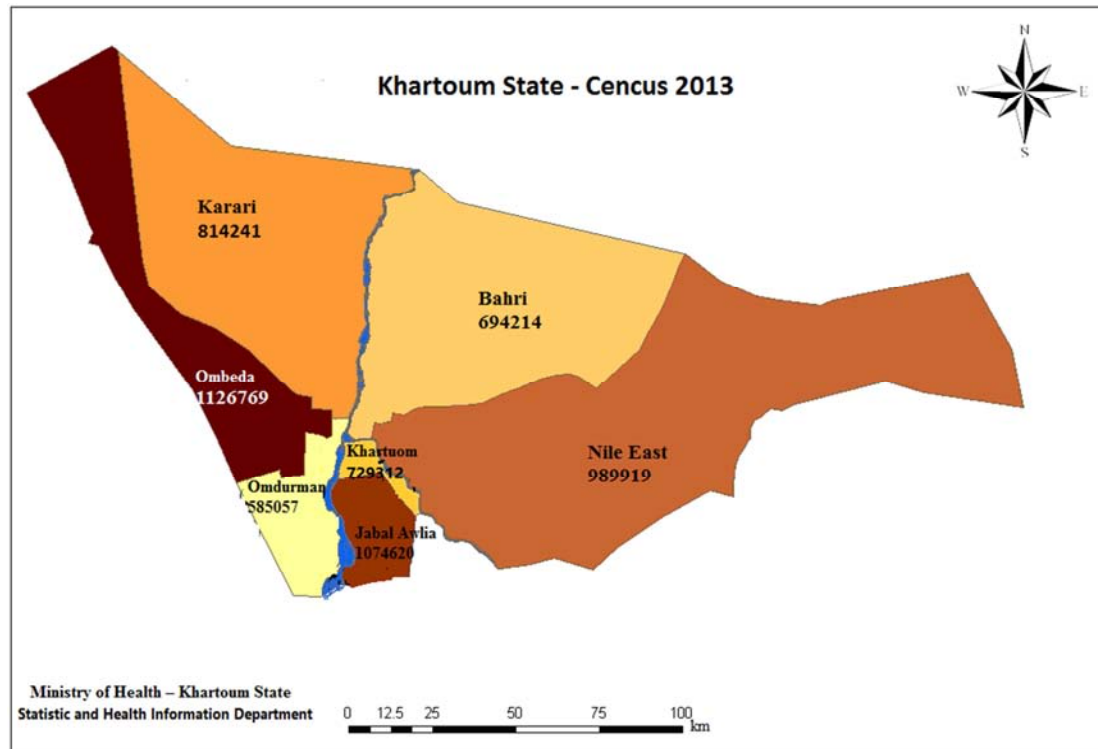 Khartoum State - Cencus 2013
N
W
E
S
Karari
814241
Bahri
694214
Ombeda
1126769
Khartuom
729312
Nile East
989919
Omdurman
585057
Jabal Awlia
1074620
Ministry of Health – Khartoum State
Statistic and Health Information Department
0 12.5 25 50 75 100
km